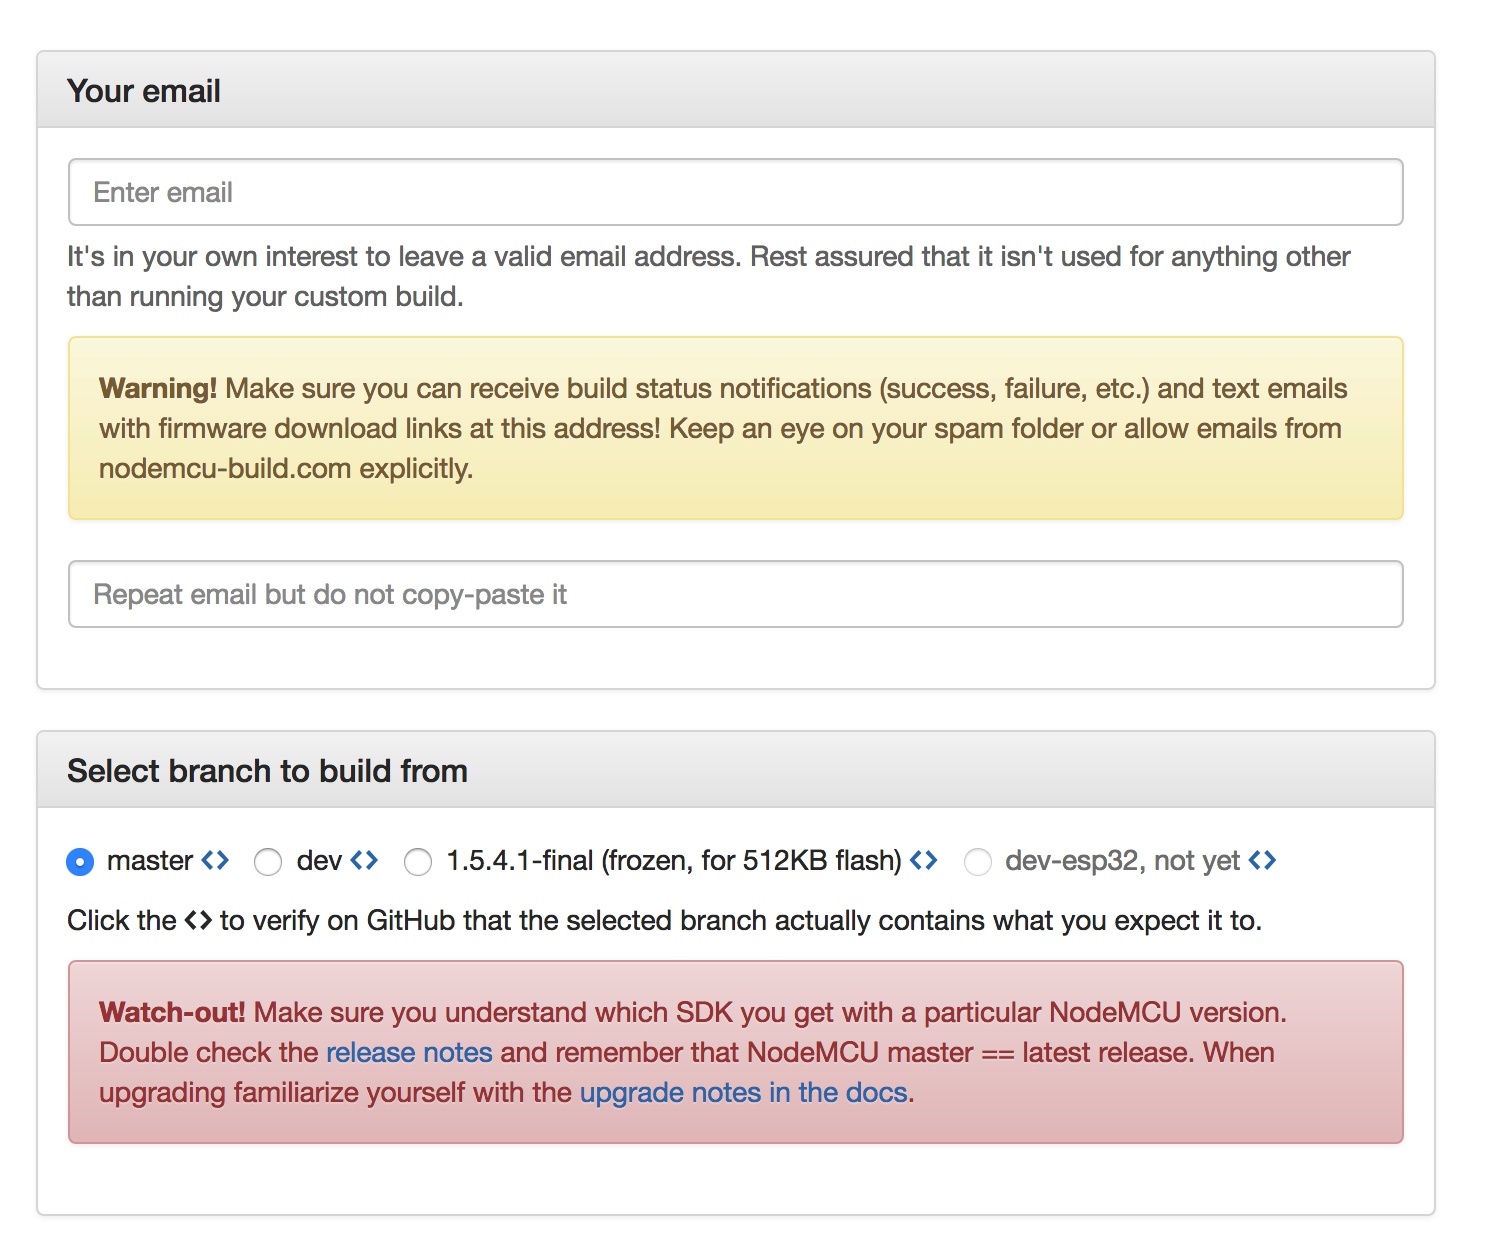 Your email
Enter email
It's in your own interest to leave a valid email address. Rest assured that it isn't used for anything other
than running your custom build.
Warning! Make sure you can receive build status notifications (success, failure, etc.) and text emails
with firmware download links at this address! Keep an eye on your spam folder or allow emails from
nodemcu-build.com explicitly.
Repeat email but do not copy-paste it
Select branch to build from
master <> dev <> 1.5.4.1-final (frozen, for 512KB flash) <> dev-esp32, not yet <>
Click the <> to verify on GitHub that the selected branch actually contains what you expect it to.
Watch-out! Make sure you understand which SDK you get with a particular NodeMCU version.
Double check the release notes and remember that NodeMCU master == latest release. When
upgrading familiarize yourself with the upgrade notes in the docs.